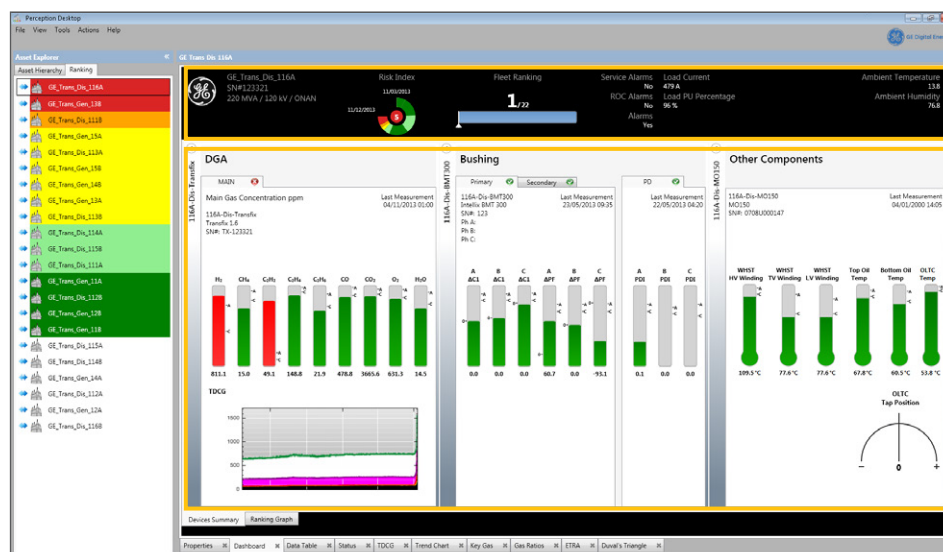 Perception Desktop
File View Tools Actions Help
GE Digital Ener
Asset Explorer
Asset Hierarchy Ranking
GE_Trans_Dis_116A
GE_Trans_Gen_13B
GE_Trans_Dis_111B
GE_Trans_Gen_15A
GE_Trans_Dis_113A
GE_Trans_Gen_15B
GE_Trans_Gen_14B
GE_Trans_Gen_13A
GE_Trans_Dis_113B
GE_Trans_Dis_114A
GE_Trans_Dis_115B
GE_Trans_Dis_111A
GE_Trans_Gen_11A
GE_Trans_Dis_112B
GE_Trans_Gen_12B
GE_Trans_Gen_11B
GE_Trans_Dis_115A
GE_Trans_Dis_114B
GE_Trans_Gen_14A
GE_Trans_Dis_112A
GE_Trans_Gen_12A
GE_Trans_Dis_116B
GE Trans Dis 116A
GE_Trans_Dis_116A
SN#123321
220 MVA / 120 kV / ONAN
Risk Index
11/03/2013
11/12/2013
5
Fleet Ranking
1/22
Service Alarms
No
ROC Alarms
No
Alarms
Yes
Load Current
479 A
Load PU Percentage
96 %
Ambient Temperature
13.8
Ambient Humidity
76.8
116A-Dis-Transfix
DGA
MAIN
Main Gas Concentration ppm
Last Measurement
04/11/2013 01:00
116A-Dis-Transfix
Transfix 1.6
SN#: TX-123321
H₂ CH₄ C₂H₂ C₂H₄ C₂H₆ CO CO₂ O₂ H₂O
811.1 15.0 49.1 148.8 21.9 478.8 3665.6 631.3 14.5
TDCG
1500
1000
500
0
116A-Dis-BMT300
Bushing
Primary Secondary
116A-Dis-BMT300
Intellix BMT 300
SN#: 123
Ph A:
Ph B:
Ph C:
Last Measurement
23/05/2013 09:35
A B C A B C
ΔC1 ΔC1 ΔC1 ΔPF ΔPF ΔPF
0.0 0.0 0.0 60.7 0.0 -93.1
PD
Last Measurement
22/05/2013 04:20
A B C
PDI PDI PDI
0.1 0.0 0.0
116A-Dis-MO150
Other Components
116A-Dis-MO150
MO150
SN#: 0708U000147
Last Measurement
04/01/2000 14:05
WHST HV Winding
WHST TV Winding
WHST LV Winding
Top Oil Temp
Bottom Oil Temp
OLTC Temp
109.5°C 77.6°C 77.6°C 67.8°C 60.5°C 53.8°C
OLTC
Tap Position
− 0 +
Devices Summary Ranking Graph
Properties Dashboard Data Table Status TDCG Trend Chart Key Gas Gas Ratios ETRA Duval's Triangle